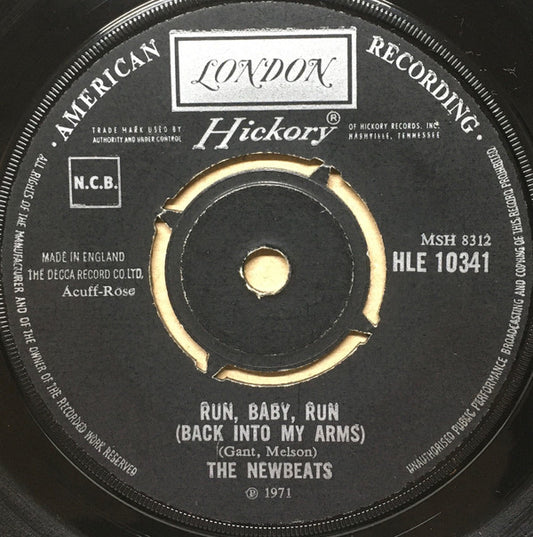 · AMERICAN RECORDING ·
LONDON
TRADE MARK USED BY
AUTHORITY AND UNDER CONTROL
Hickory®
OF HICKORY RECORDS, INC.
NASHVILLE, TENNESSEE
N.C.B.
MADE IN ENGLAND
THE DECCA RECORD CO. LTD.
Acuff-Rose
MSH 8312
HLE 10341
RUN, BABY, RUN
(BACK INTO MY ARMS)
(Gant, Melson)
THE NEWBEATS
℗ 1971
ALL RIGHTS OF THE MANUFACTURER AND OF THE OWNER OF THE RECORDED WORK RESERVED
UNAUTHORISED PUBLIC PERFORMANCE BROADCASTING AND COPYING OF THIS RECORD PROHIBITED